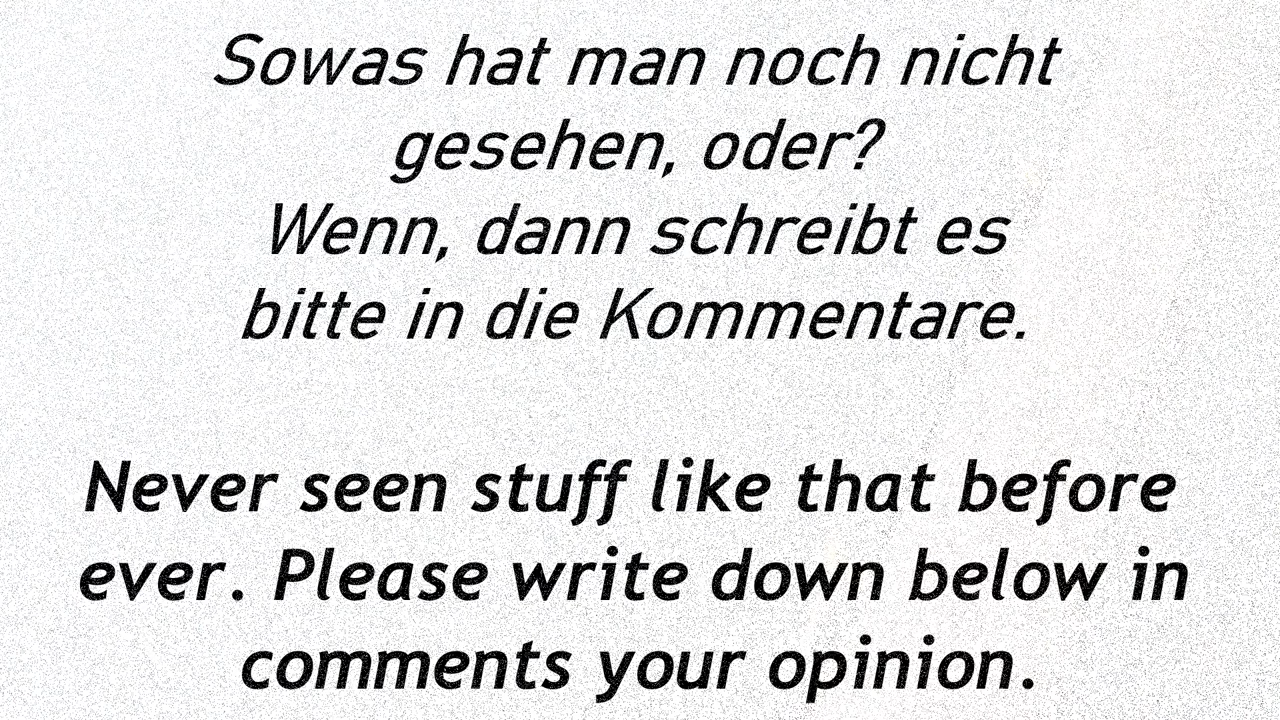 Sowas hat man noch nicht
gesehen, oder?
Wenn, dann schreibt es
bitte in die Kommentare.
Never seen stuff like that before
ever. Please write down below in
comments your opinion.